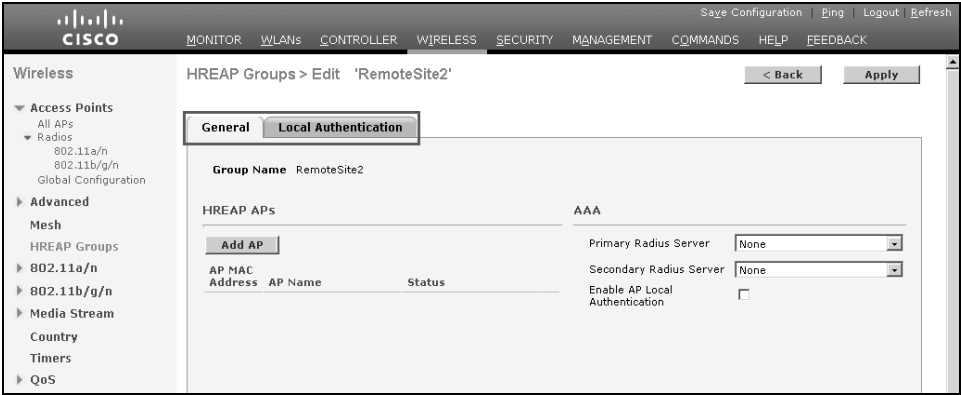 Save Configuration | Ping | Logout | Refresh
CISCO
MONITOR WLANs CONTROLLER WIRELESS SECURITY MANAGEMENT COMMANDS HELP FEEDBACK
Wireless
Access Points
All APs
Radios
802.11a/n
802.11b/g/n
Global Configuration
Advanced
Mesh
HREAP Groups
802.11a/n
802.11b/g/n
Media Stream
Country
Timers
QoS
HREAP Groups > Edit 'RemoteSite2'
< Back
Apply
General
Local Authentication
Group Name RemoteSite2
HREAP APs
Add AP
AP MAC
Address AP Name Status
AAA
Primary Radius Server None
Secondary Radius Server None
Enable AP Local
Authentication